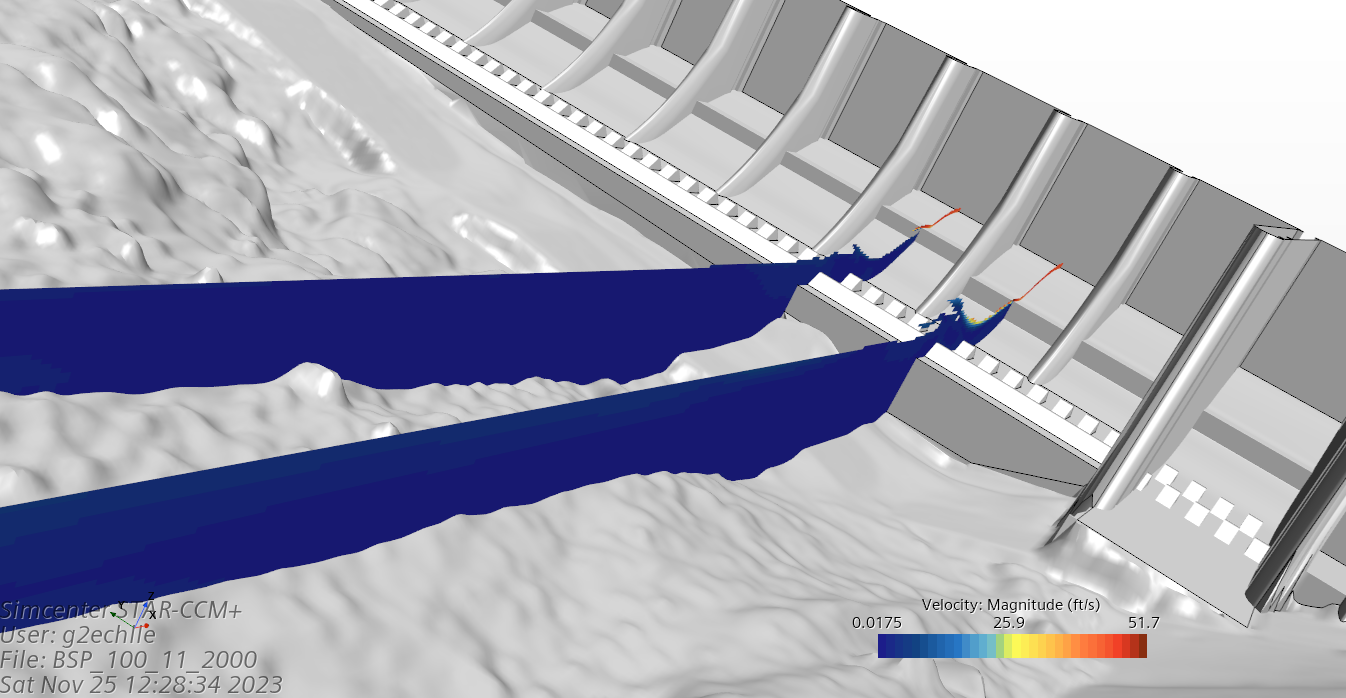 Velocity: Magnitude (ft/s)
0.0175 25.9 51.7
Z
X
Simcenter STAR-CCM+
User: g2echlle
File: BSP_100_11_2000
Sat Nov 25 12:28:34 2023